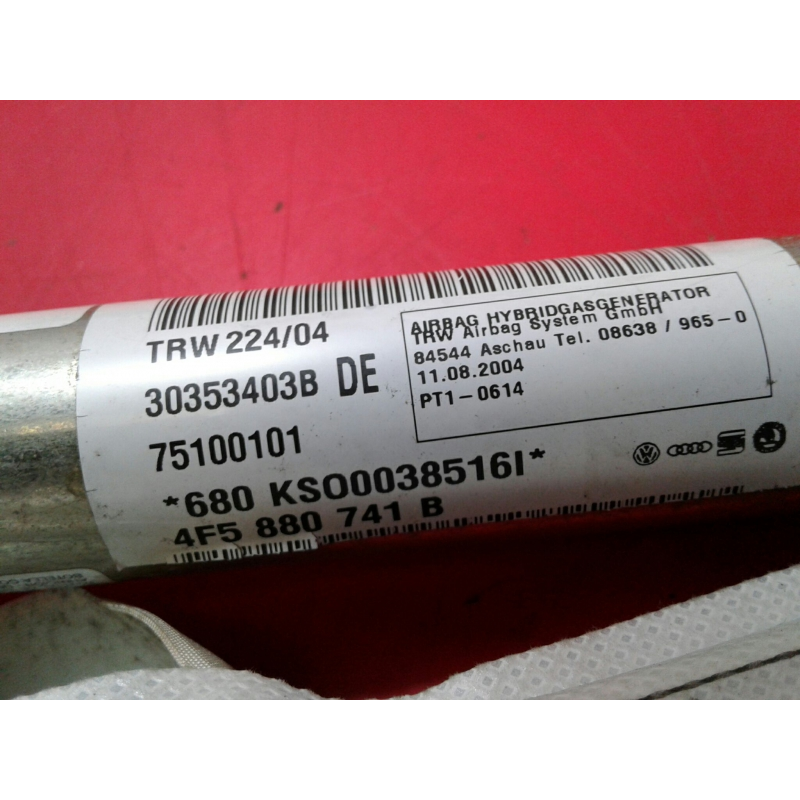 TRW 224/04
30353403B DE
75100101
*680 KS00038516I*
4F5 880 741 B
AIRBAG HYBRIDGASGENERATOR
TRW Airbag System GmbH
84544 Aschau Tel. 08638 / 965-0
11.08.2004
PT1-0614